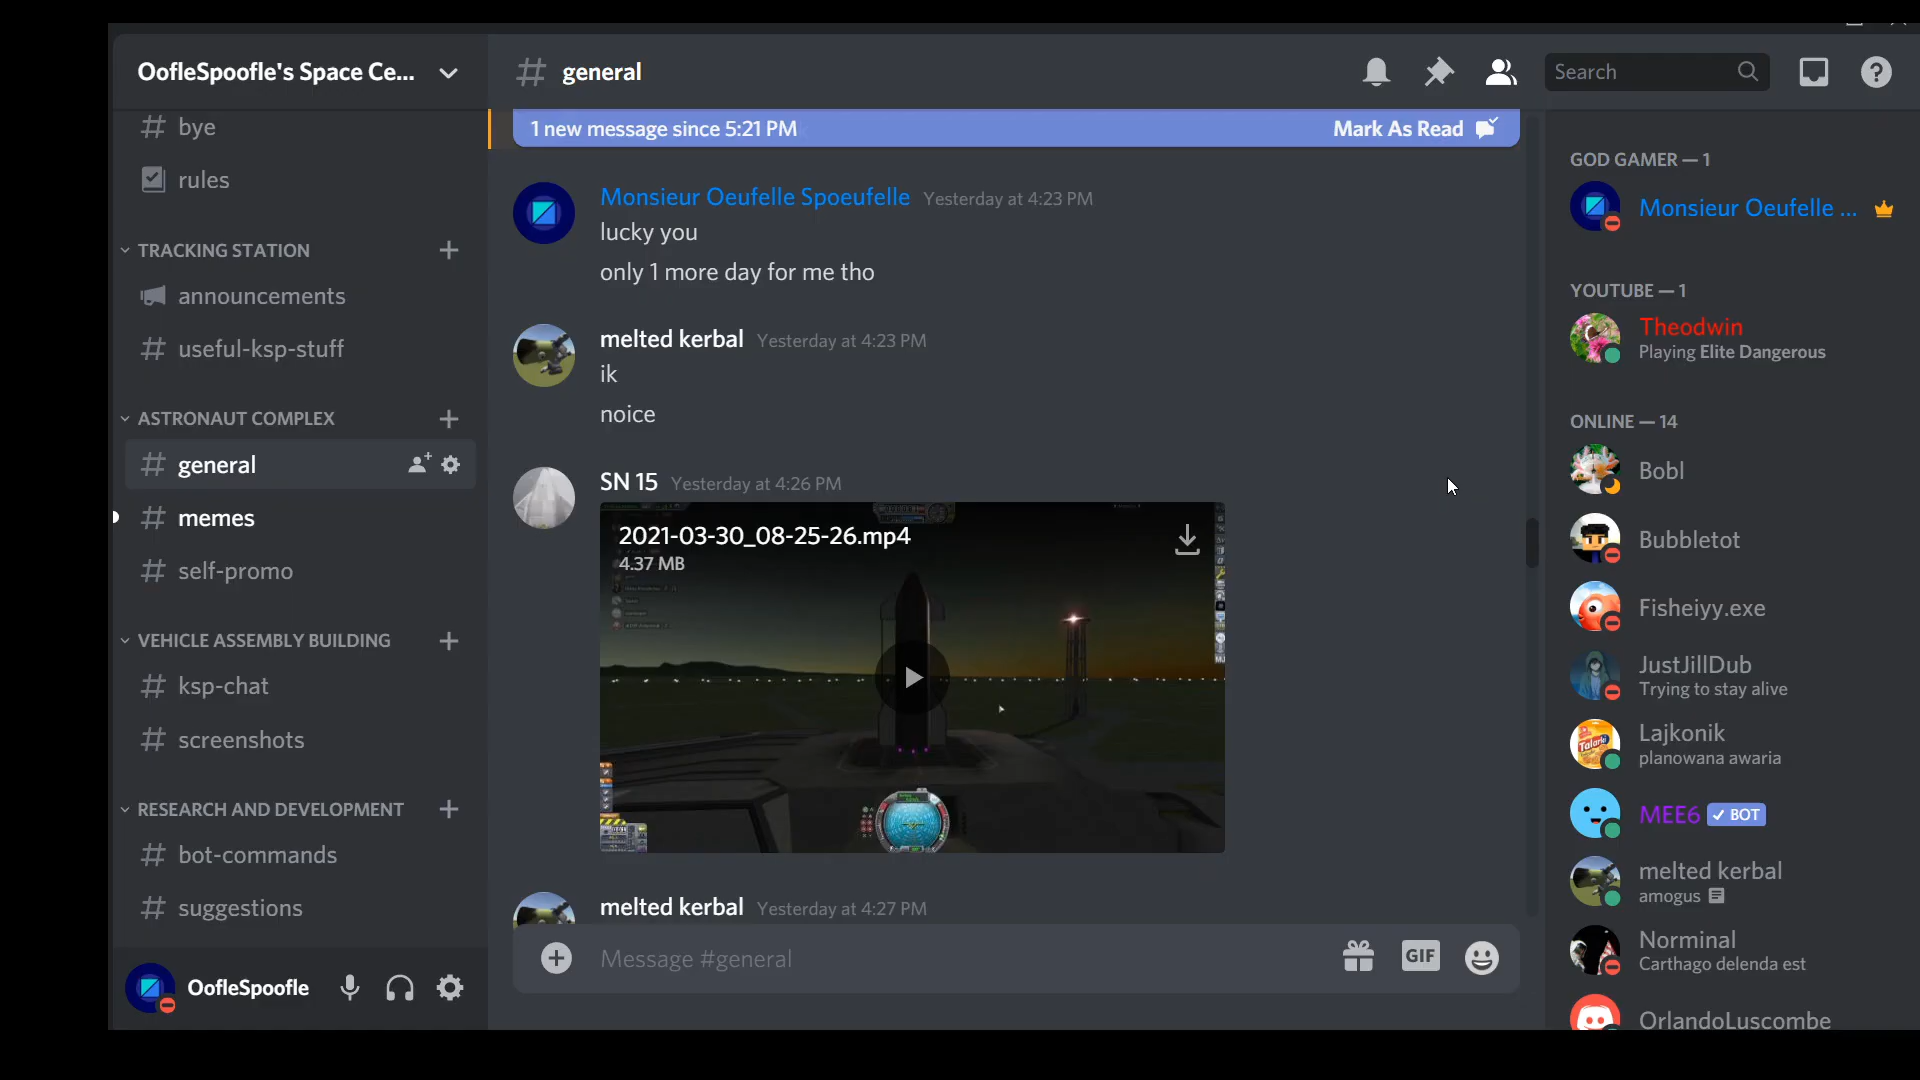 OofleSpoofle's Space Ce...
# bye
rules
TRACKING STATION
announcements
# useful-ksp-stuff
ASTRONAUT COMPLEX
# general
# memes
# self-promo
VEHICLE ASSEMBLY BUILDING
# ksp-chat
# screenshots
RESEARCH AND DEVELOPMENT
# bot-commands
# suggestions
OofleSpoofle
# general
Search
1 new message since 5:21 PM
Mark As Read
Monsieur Oeufelle Spoeufelle Yesterday at 4:23 PM
lucky you
only 1 more day for me tho
melted kerbal Yesterday at 4:23 PM
ik
noice
SN 15 Yesterday at 4:26 PM
2021-03-30_08-25-26.mp4
4.37 MB
melted kerbal Yesterday at 4:27 PM
Message #general
GIF
GOD GAMER — 1
Monsieur Oeufelle ...
YOUTUBE — 1
Theodwin
Playing Elite Dangerous
ONLINE — 14
Bobl
Bubbletot
Fisheiyy.exe
JustJillDub
Trying to stay alive
Lajkonik
planowana awaria
MEE6 ✓ BOT
melted kerbal
amogus
Norminal
Carthago delenda est
OrlandoLuscombe